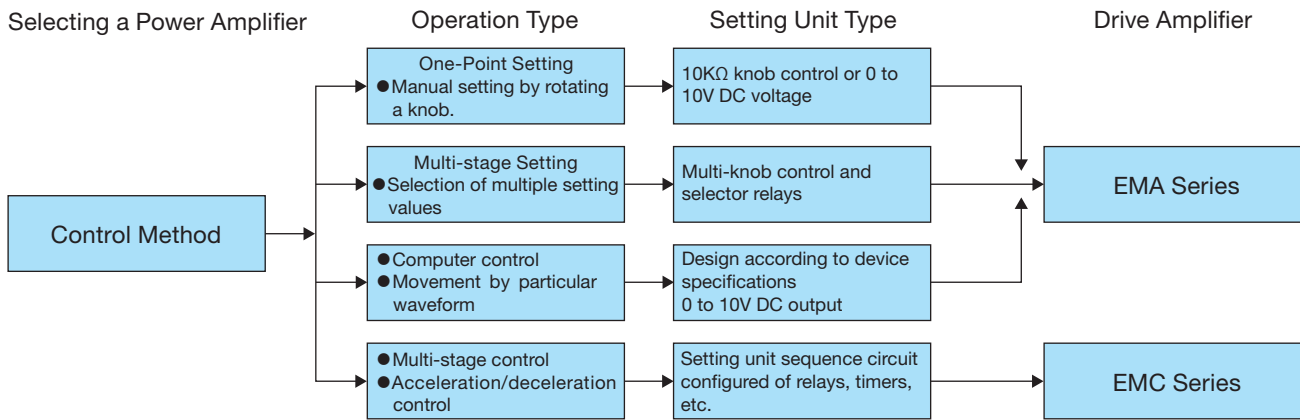 Selecting a Power Amplifier
Operation Type
Setting Unit Type
Drive Amplifier
One-Point Setting
●Manual setting by rotating
a knob.
10KΩ knob control or 0 to
10V DC voltage
Multi-stage Setting
●Selection of multiple setting
values
Multi-knob control and
selector relays
EMA Series
Control Method
●Computer control
●Movement by particular
waveform
Design according to device
specifications
0 to 10V DC output
●Multi-stage control
●Acceleration/deceleration
control
Setting unit sequence circuit
configured of relays, timers,
etc.
EMC Series